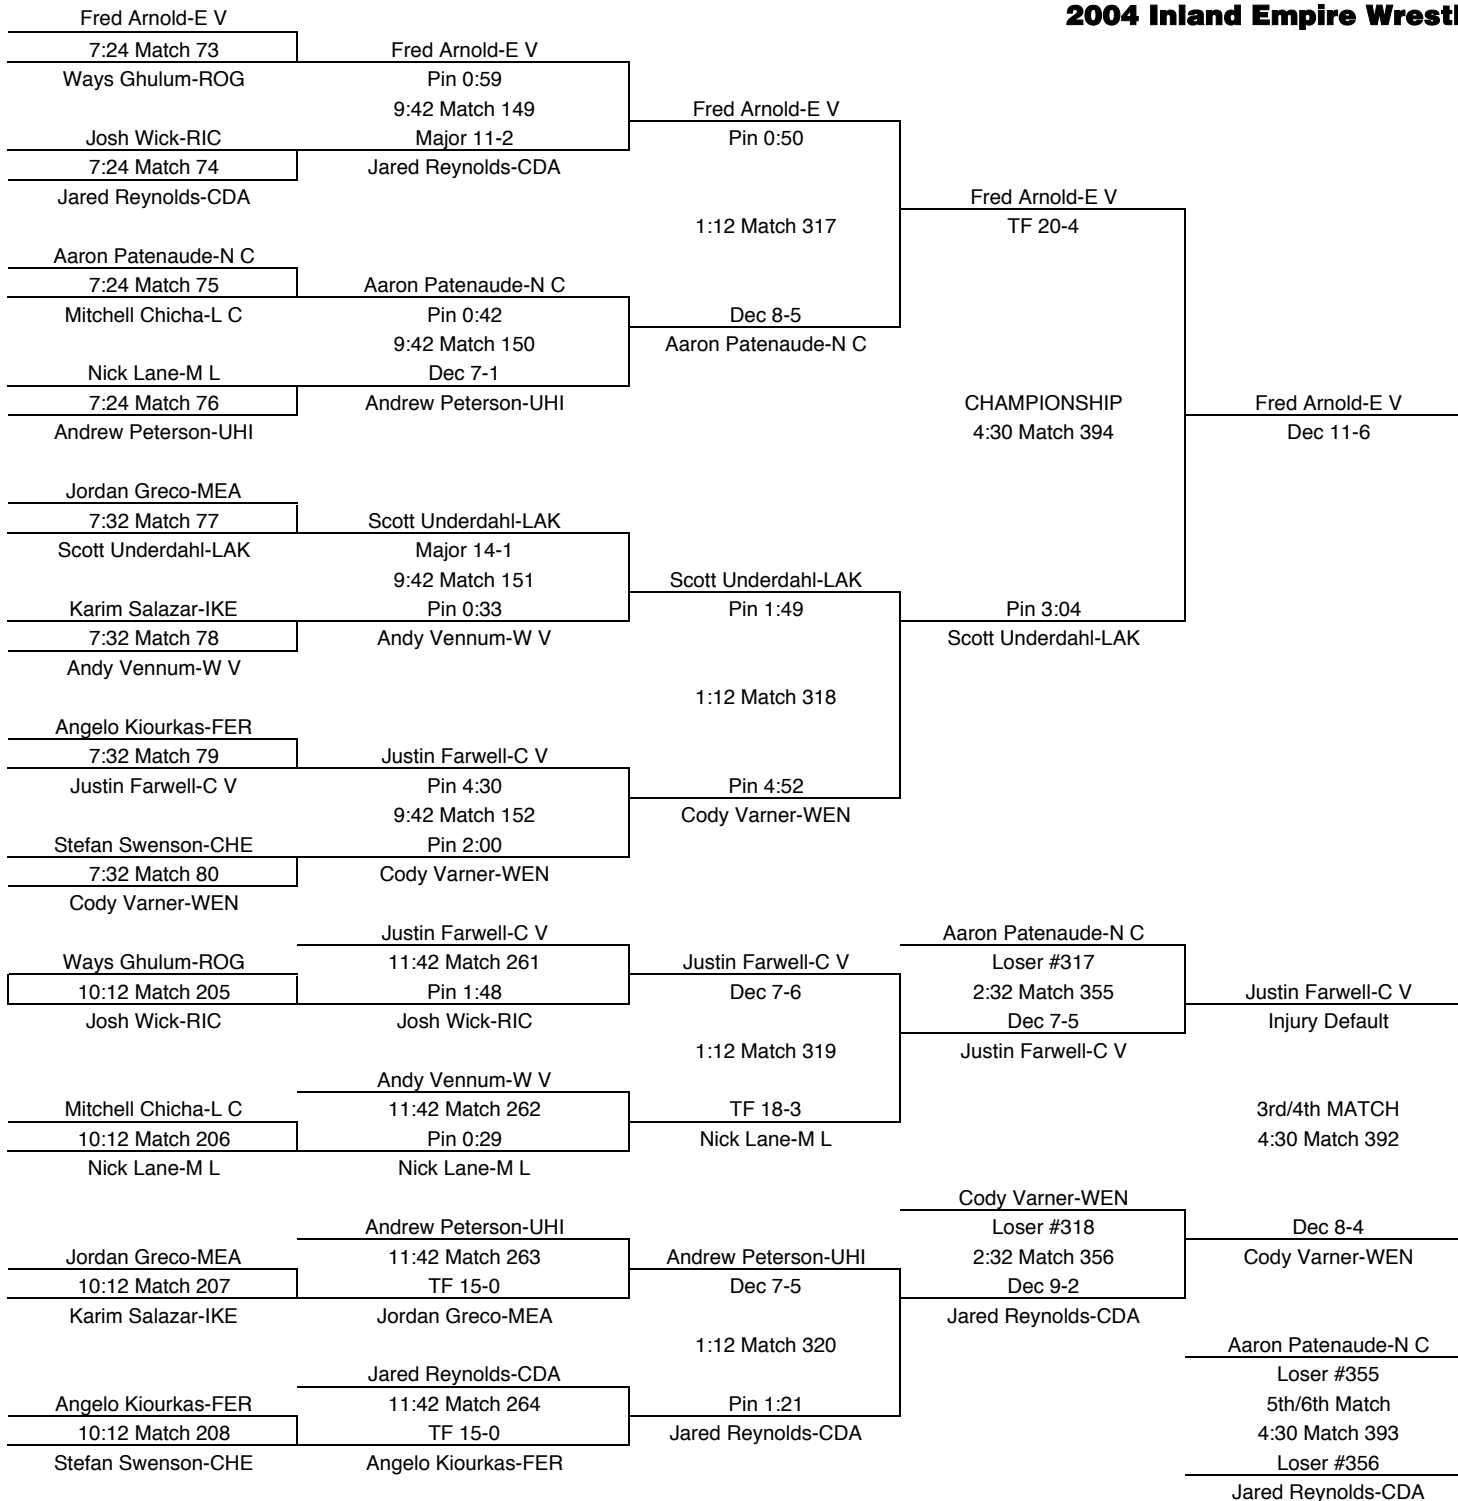 2004 Inland Empire Wrestl
Fred Arnold-E V
7:24 Match 73
Ways Ghulum-ROG
Josh Wick-RIC
7:24 Match 74
Jared Reynolds-CDA
Aaron Patenaude-N C
7:24 Match 75
Mitchell Chicha-L C
Nick Lane-M L
7:24 Match 76
Andrew Peterson-UHI
Jordan Greco-MEA
7:32 Match 77
Scott Underdahl-LAK
Karim Salazar-IKE
7:32 Match 78
Andy Vennum-W V
Angelo Kiourkas-FER
7:32 Match 79
Justin Farwell-C V
Stefan Swenson-CHE
7:32 Match 80
Cody Varner-WEN
Fred Arnold-E V
Pin 0:59
9:42 Match 149
Major 11-2
Jared Reynolds-CDA
Aaron Patenaude-N C
Pin 0:42
9:42 Match 150
Dec 7-1
Andrew Peterson-UHI
Scott Underdahl-LAK
Major 14-1
9:42 Match 151
Pin 0:33
Andy Vennum-W V
Justin Farwell-C V
Pin 4:30
9:42 Match 152
Pin 2:00
Cody Varner-WEN
Fred Arnold-E V
Pin 0:50
1:12 Match 317
Dec 8-5
Aaron Patenaude-N C
Scott Underdahl-LAK
Pin 1:49
1:12 Match 318
Pin 4:52
Cody Varner-WEN
Fred Arnold-E V
TF 20-4
CHAMPIONSHIP
4:30 Match 394
Pin 3:04
Scott Underdahl-LAK
Fred Arnold-E V
Dec 11-6
Ways Ghulum-ROG
10:12 Match 205
Josh Wick-RIC
Mitchell Chicha-L C
10:12 Match 206
Nick Lane-M L
Jordan Greco-MEA
10:12 Match 207
Karim Salazar-IKE
Angelo Kiourkas-FER
10:12 Match 208
Stefan Swenson-CHE
Justin Farwell-C V
11:42 Match 261
Pin 1:48
Josh Wick-RIC
Andy Vennum-W V
11:42 Match 262
Pin 0:29
Nick Lane-M L
Andrew Peterson-UHI
11:42 Match 263
TF 15-0
Jordan Greco-MEA
Jared Reynolds-CDA
11:42 Match 264
TF 15-0
Angelo Kiourkas-FER
Justin Farwell-C V
Dec 7-6
1:12 Match 319
TF 18-3
Nick Lane-M L
Andrew Peterson-UHI
Dec 7-5
1:12 Match 320
Pin 1:21
Jared Reynolds-CDA
Aaron Patenaude-N C
Loser #317
2:32 Match 355
Dec 7-5
Justin Farwell-C V
Cody Varner-WEN
Loser #318
2:32 Match 356
Dec 9-2
Jared Reynolds-CDA
Justin Farwell-C V
Injury Default
3rd/4th MATCH
4:30 Match 392
Dec 8-4
Cody Varner-WEN
Aaron Patenaude-N C
Loser #355
5th/6th Match
4:30 Match 393
Loser #356
Jared Reynolds-CDA